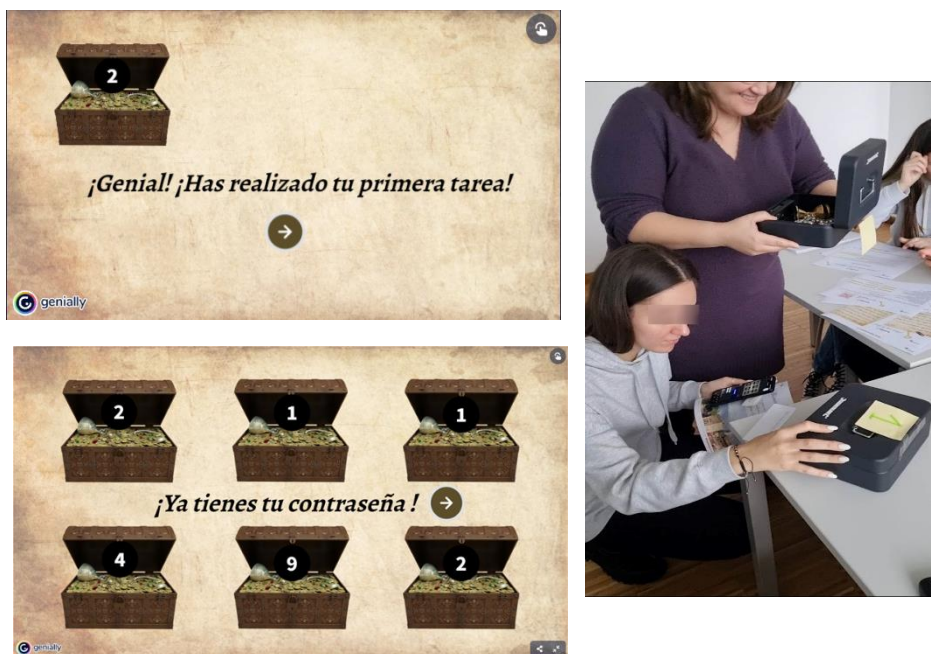 2
¡Genial! ¡Has realizado tu primera tarea!
genially
2 1 1
¡Ya tienes tu contraseña !
4 9 2
genially